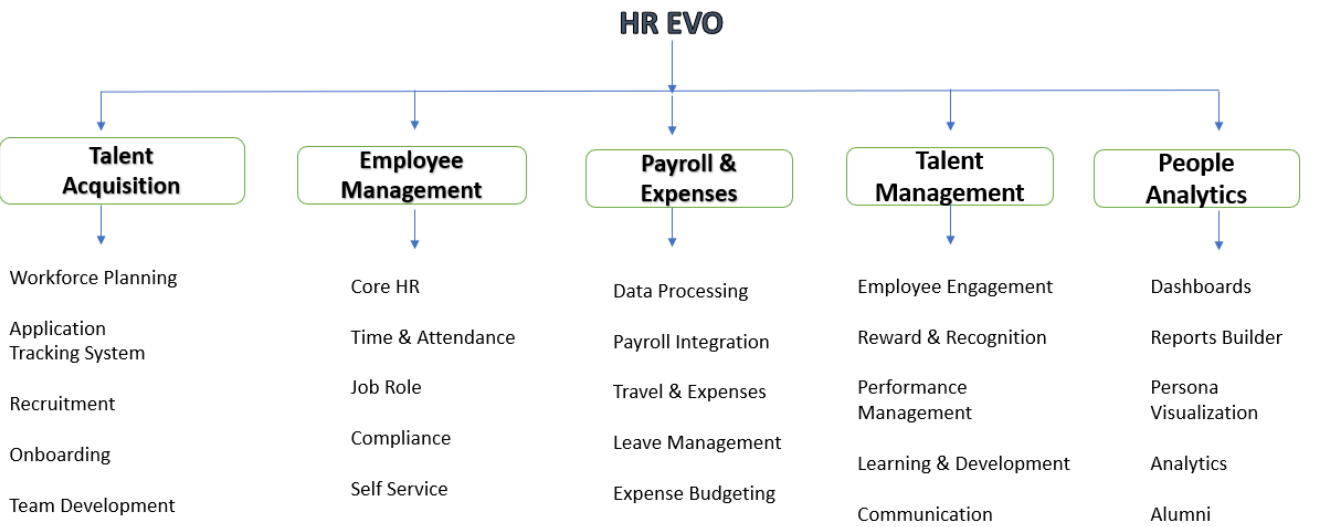 HR EVO
Talent
Acquisition
Employee
Management
Payroll &
Expenses
Talent
Management
People
Analytics
Workforce Planning
Application
Tracking System
Recruitment
Onboarding
Team Development
Core HR
Time & Attendance
Job Role
Compliance
Self Service
Data Processing
Payroll Integration
Travel & Expenses
Leave Management
Expense Budgeting
Employee Engagement
Reward & Recognition
Performance
Management
Learning & Development
Communication
Dashboards
Reports Builder
Persona
Visualization
Analytics
Alumni